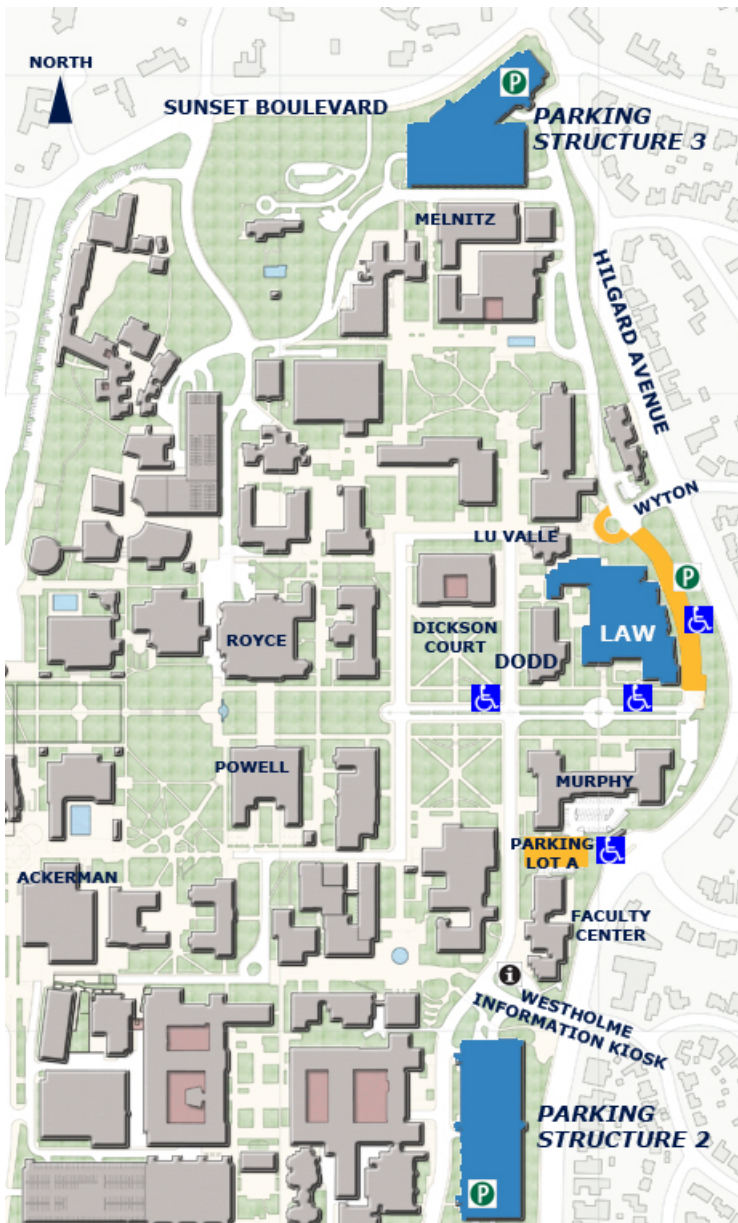 NORTH
SUNSET BOULEVARD
P
PARKING
STRUCTURE 3
MELNITZ
HILGARD AVENUE
WYTON
LU VALLE
P
DICKSON
COURT
LAW
ROYCE
DODD
POWELL
MURPHY
PARKING
LOT A
ACKERMAN
FACULTY
CENTER
i
WESTHOLME
INFORMATION KIOSK
PARKING
STRUCTURE 2
P